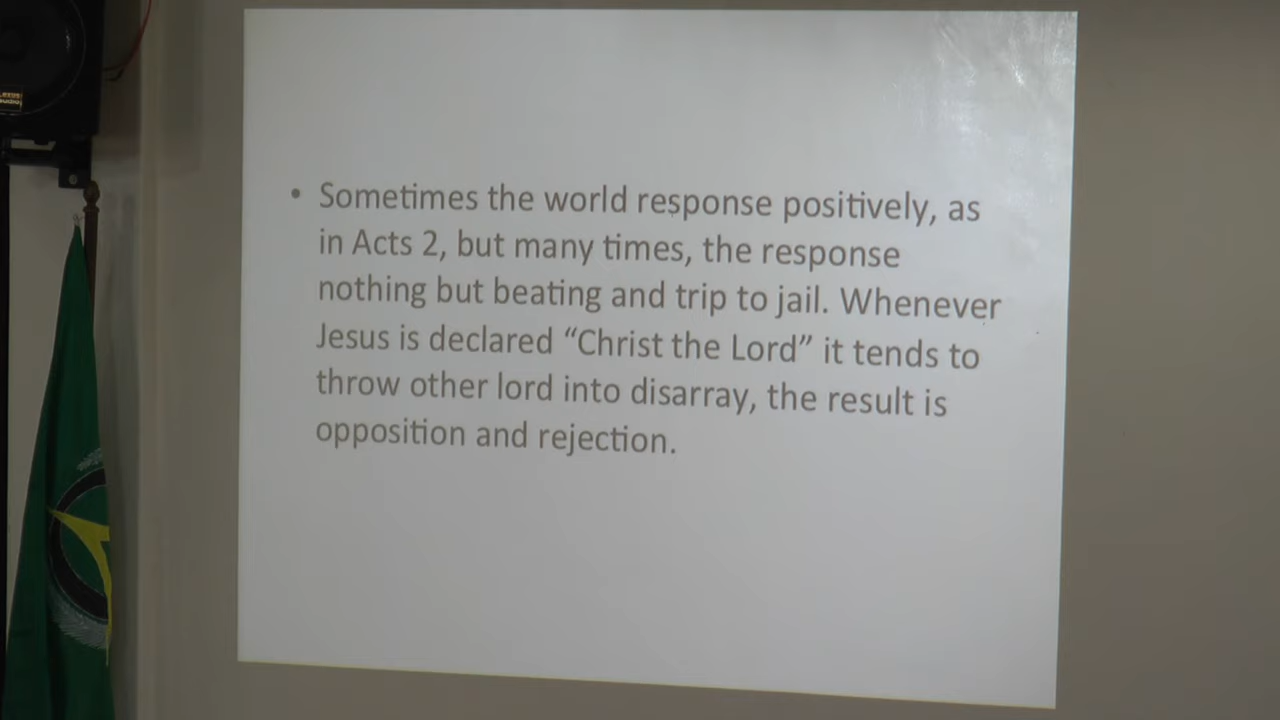 • Sometimes the world response positively, as
in Acts 2, but many times, the response
nothing but beating and trip to jail. Whenever
Jesus is declared “Christ the Lord” it tends to
throw other lord into disarray, the result is
opposition and rejection.